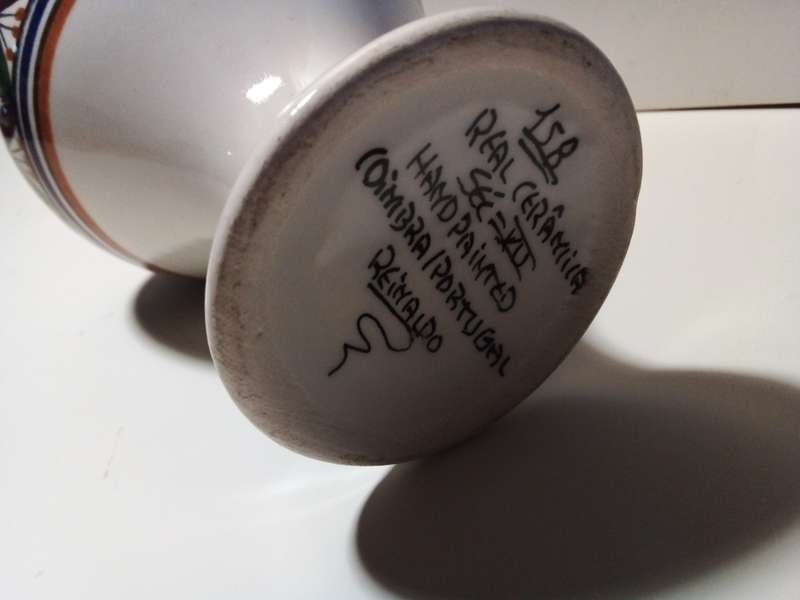 158
REAL CERÂMICA
SÉC=XVII
HAND PAINTED
COIMBRA/PORTUGAL
REINALDO